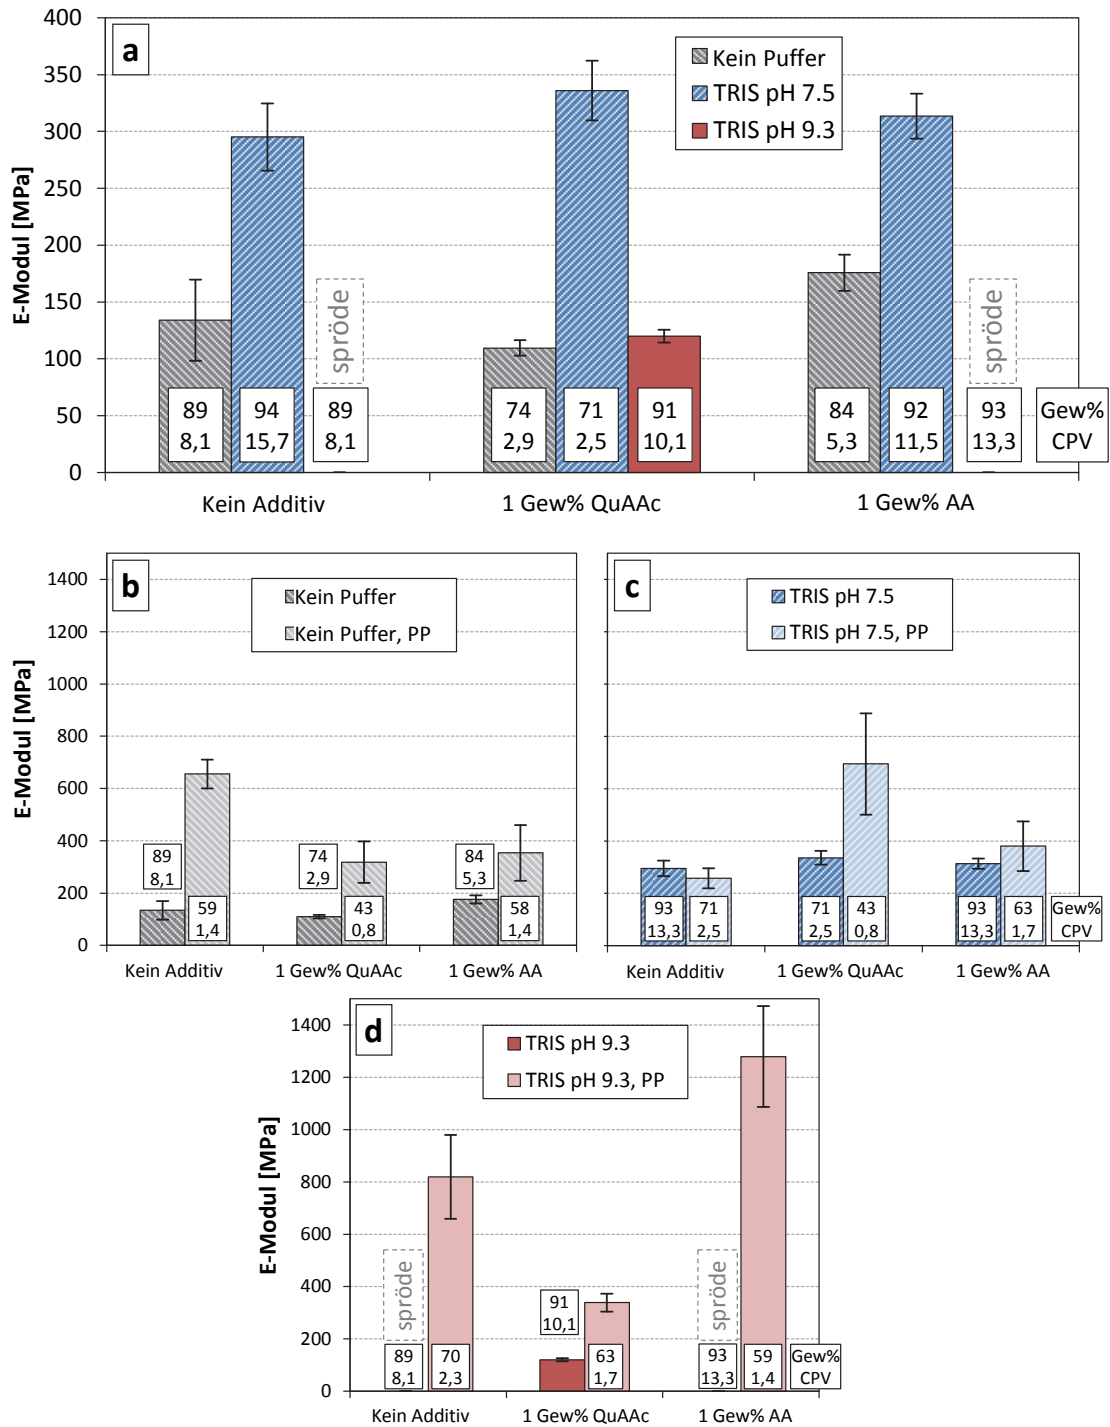 a
Kein Puffer
TRIS pH 7.5
TRIS pH 9.3
E-Modul [MPa]
400
350
300
250
200
150
100
50
0
spröde
spröde
89
8,1
94
15,7
89
8,1
74
2,9
71
2,5
91
10,1
84
5,3
92
11,5
93
13,3
Gew%
CPV
Kein Additiv
1 Gew% QuAAc
1 Gew% AA
b
Kein Puffer
Kein Puffer, PP
E-Modul [MPa]
1400
1200
1000
800
600
400
200
0
89
8,1
59
1,4
74
2,9
43
0,8
84
5,3
58
1,4
Kein Additiv
1 Gew% QuAAc
1 Gew% AA
c
TRIS pH 7.5
TRIS pH 7.5, PP
93
13,3
71
2,5
71
2,5
43
0,8
93
13,3
63
1,7
Gew%
CPV
Kein Additiv
1 Gew% QuAAc
1 Gew% AA
d
TRIS pH 9.3
TRIS pH 9.3, PP
E-Modul [MPa]
1400
1200
1000
800
600
400
200
0
spröde
spröde
89
8,1
70
2,3
91
10,1
63
1,7
93
13,3
59
1,4
Gew%
CPV
Kein Additiv
1 Gew% QuAAc
1 Gew% AA